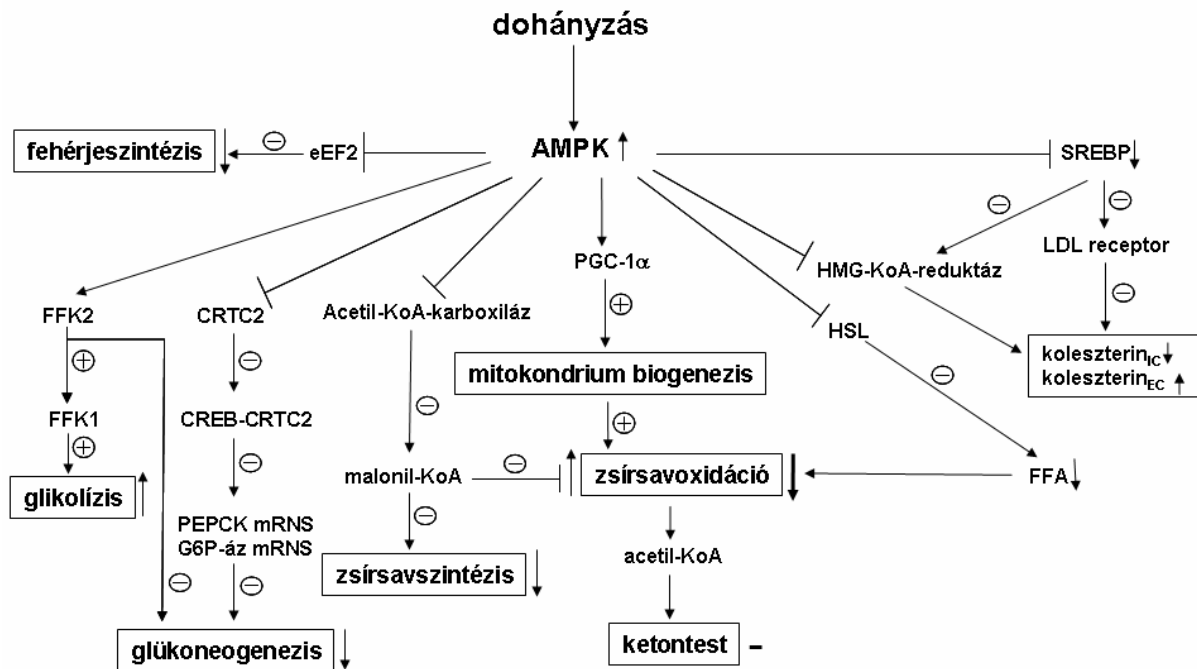 dohányzás
fehérjeszintézis
eEF2
AMPK
SREBP
LDL receptor
PGC-1α
HMG-KoA-reduktáz
FFK2
CRTC2
Acetil-KoA-karboxiláz
HSL
koleszterinIC
koleszterinEC
mitokondrium biogenezis
FFK1
CREB-CRTC2
glikolízis
malonil-KoA
zsírsavoxidáció
FFA
PEPCK mRNS
G6P-áz mRNS
zsírsavszintézis
acetil-KoA
glükoneogenezis
ketontest –